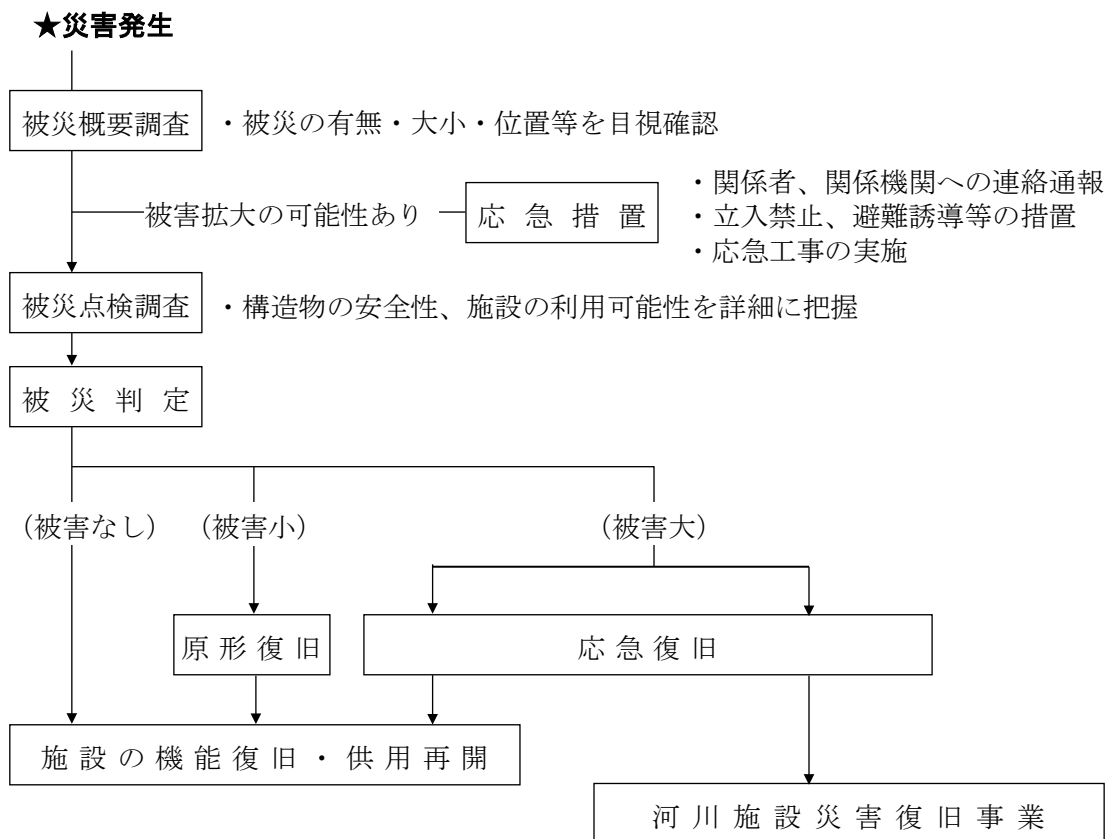 ★災害発生
被災概要調査
・被災の有無・大小・位置等を目視確認
・関係者、関係機関への連絡通報
被害拡大の可能性あり
応急措置
・立入禁止、避難誘導等の措置
・応急工事の実施
被災点検調査
・構造物の安全性、施設の利用可能性を詳細に把握
被災判定
（被害なし）
（被害小）
（被害大）
原形復旧
応急復旧
施設の機能復旧・供用再開
河川施設災害復旧事業